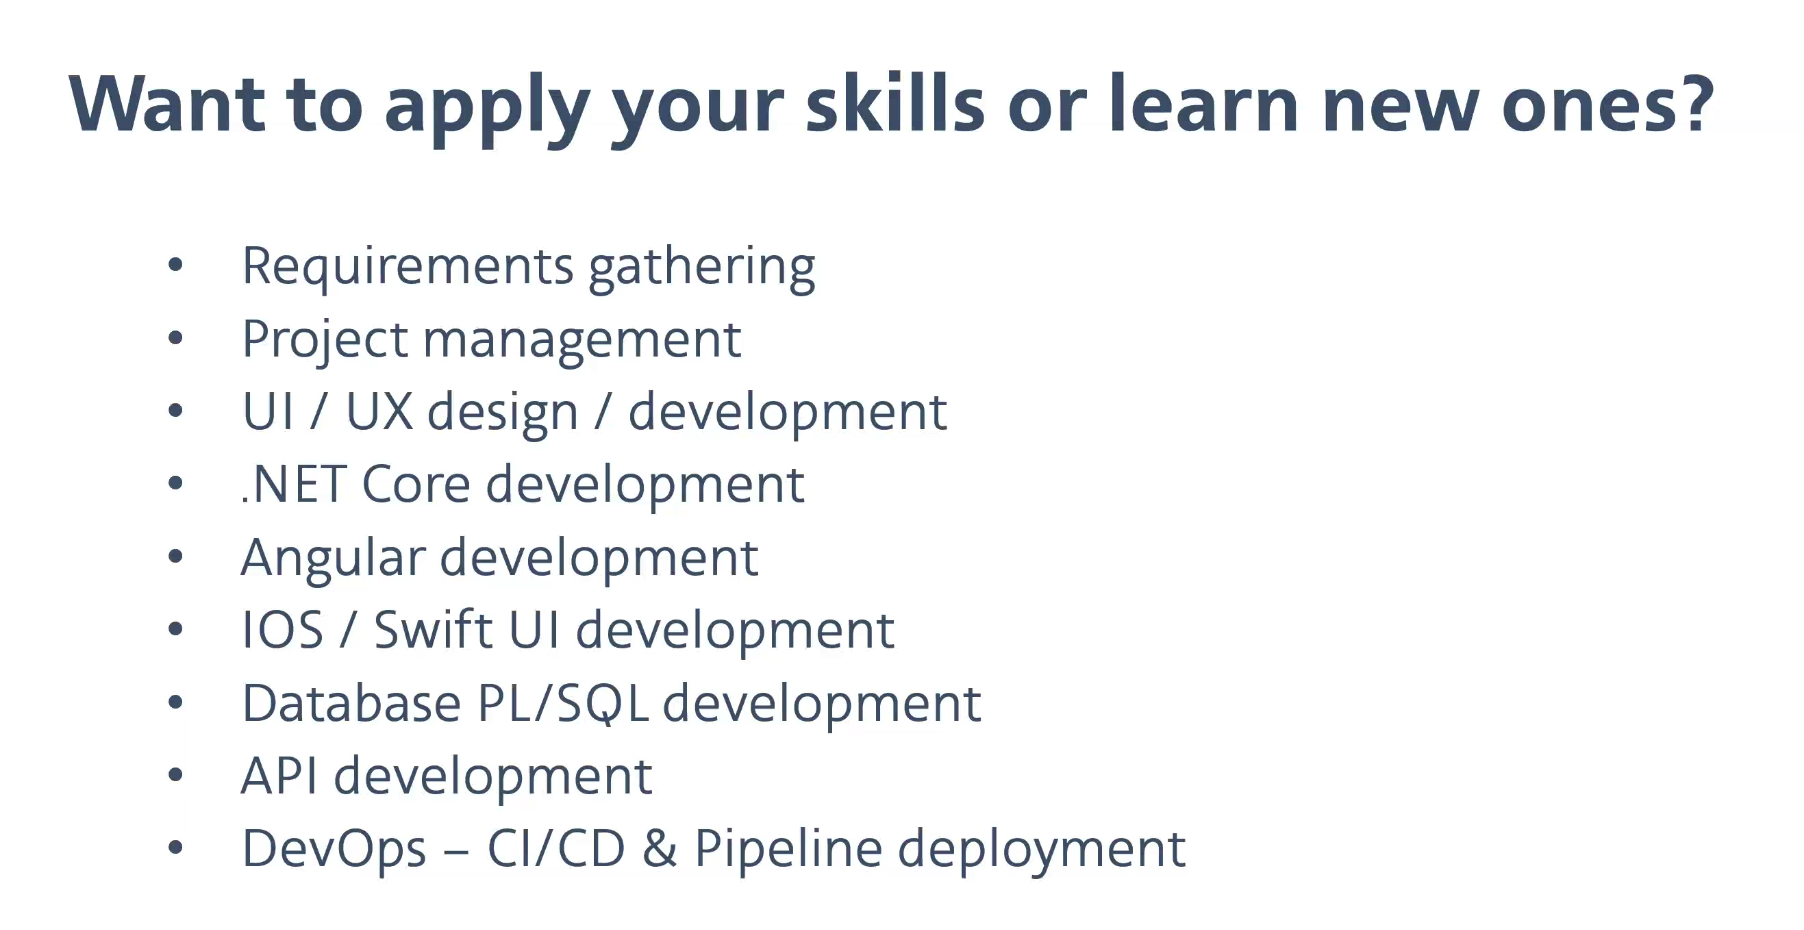 Want to apply your skills or learn new ones?
• Requirements gathering
• Project management
• UI / UX design / development
• .NET Core development
• Angular development
• IOS / Swift UI development
• Database PL/SQL development
• API development
• DevOps – CI/CD & Pipeline deployment